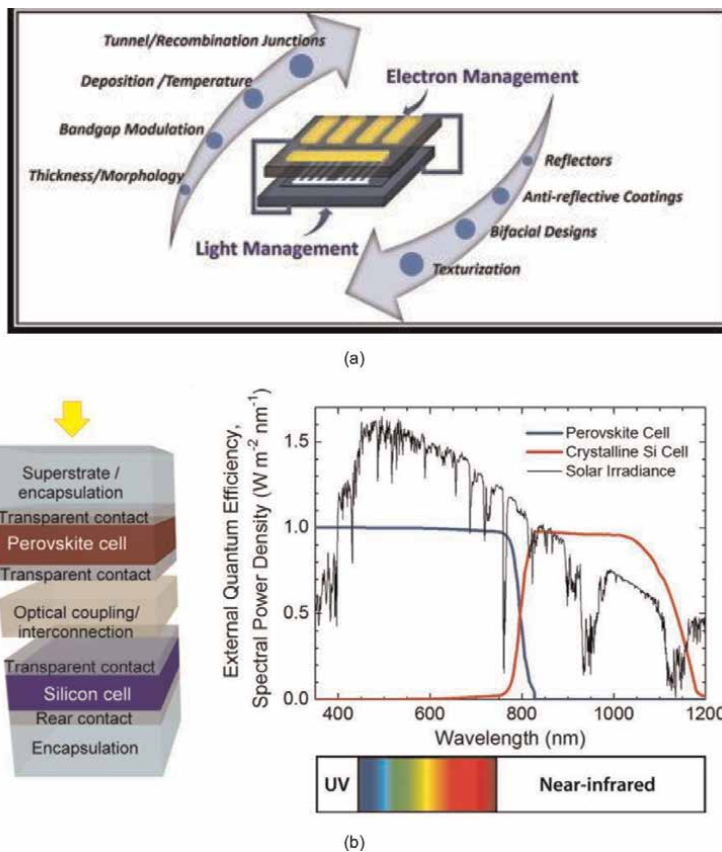 Tunnel/Recombination Junctions
Deposition /Temperature
Bandgap Modulation
Thickness/Morphology
Electron Management
Light Management
Reflectors
Anti-reflective Coatings
Bifacial Designs
Texturization
(a)
Superstrate /
encapsulation
Transparent contact
Perovskite cell
Transparent contact
Optical coupling/
interconnection
Transparent contact
Silicon cell
Rear contact
Encapsulation
External Quantum Efficiency,
Spectral Power Density (W m⁻² nm⁻¹)
1.5
1.0
0.5
0.0
Perovskite Cell
Crystalline Si Cell
Solar Irradiance
400 600 800 1000 1200
Wavelength (nm)
UV Near-infrared
(b)